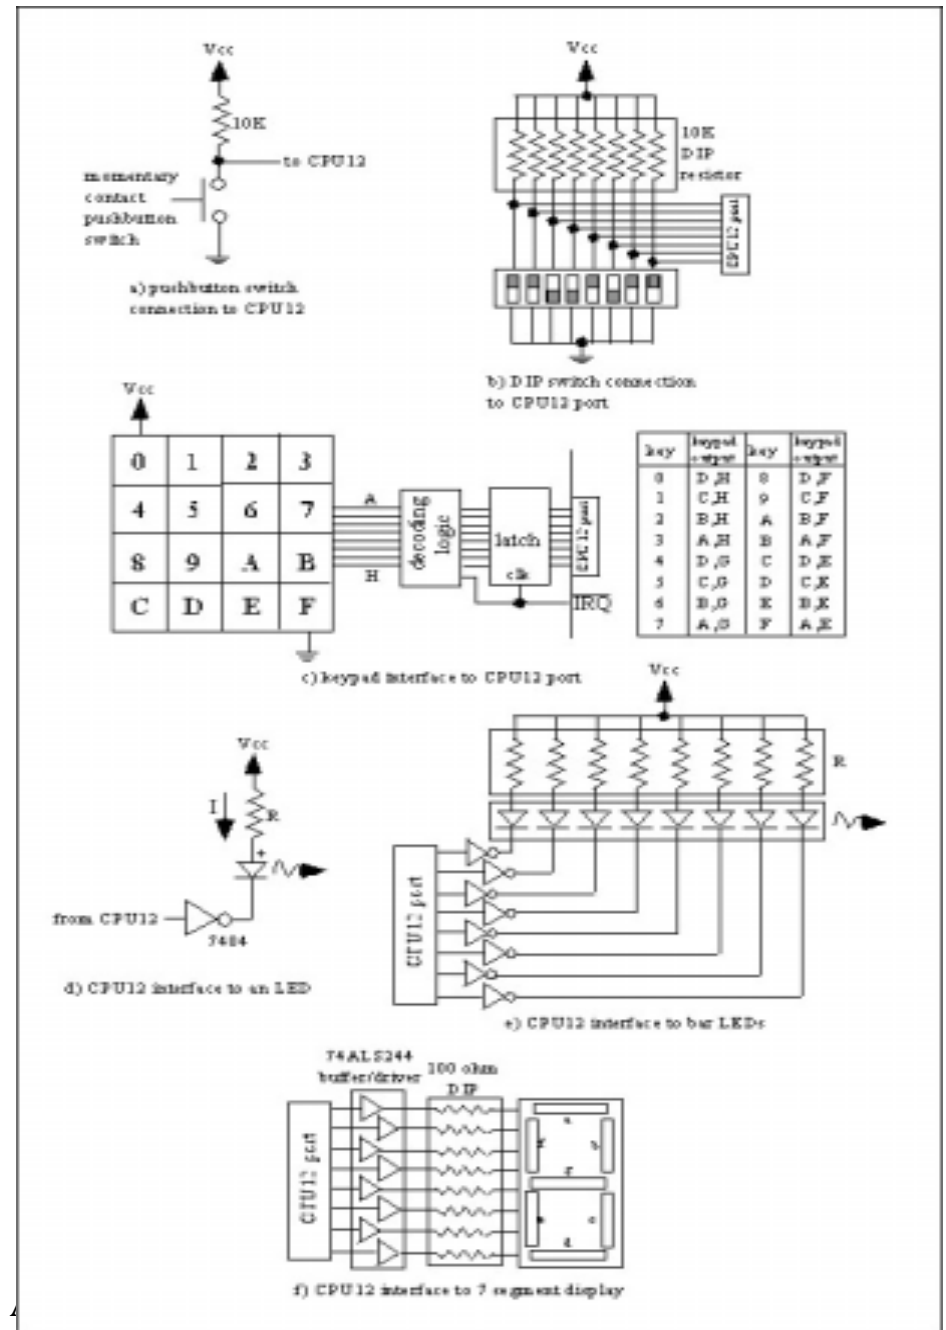 Vcc
10K
to CPU12
momentary
contact
pushbutton
switch
a) pushbutton switch
connection to CPU12
Vcc
10K
DIP
resistor
CPU12 port
b) DIP switch connection
to CPU12 port
Vcc
0 1 2 3
4 5 6 7
8 9 A B
C D E F
A
H
decoding
logic
latch
clk
CPU12 port
IRQ
key keypad output key keypad output
0 D,H 8 D,F
1 C,H 9 C,F
2 B,H A B,F
3 A,H B A,F
4 D,G C D,E
5 C,G D C,E
6 B,G E B,E
7 A,G F A,E
c) keypad interface to CPU12 port
Vcc
I
R
+
from CPU12
7404
d) CPU12 interface to an LED
Vcc
R
CPU12 port
e) CPU12 interface to bar LEDs
74ALS244
buffer/driver
100 ohm
DIP
CPU12 port
f) CPU12 interface to 7 segment display